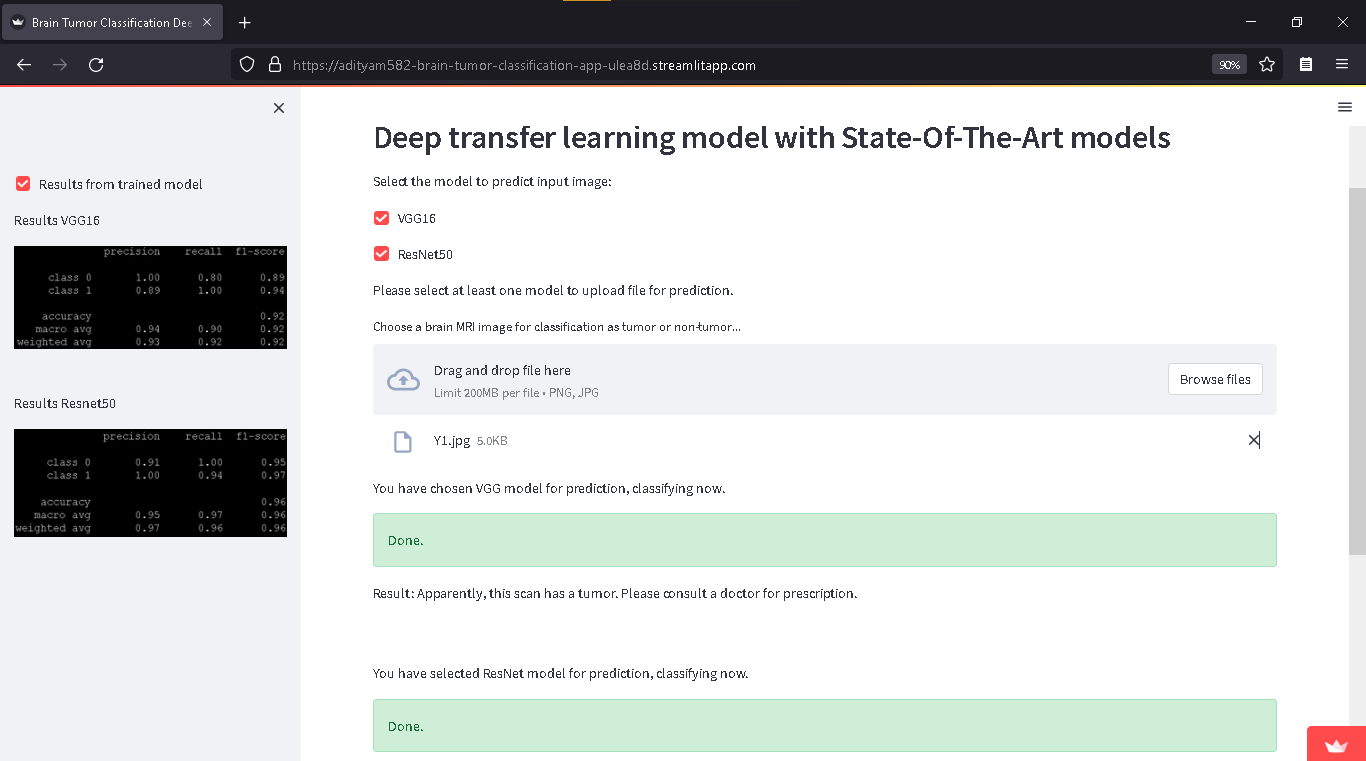 Brain Tumor Classification Dee
https://adityam582-brain-tumor-classification-app-ulea8d.streamlitapp.com
90%
Results from trained model
Results VGG16
precision recall f1-score
class 0 1.00 0.80 0.89
class 1 0.89 1.00 0.94
accuracy 0.92
macro avg 0.94 0.90 0.92
weighted avg 0.93 0.92 0.92
Results Resnet50
precision recall f1-score
class 0 0.91 1.00 0.95
class 1 1.00 0.94 0.97
accuracy 0.96
macro avg 0.95 0.97 0.96
weighted avg 0.97 0.96 0.96
Deep transfer learning model with State-Of-The-Art models
Select the model to predict input image:
VGG16
ResNet50
Please select at least one model to upload file for prediction.
Choose a brain MRI image for classification as tumor or non-tumor...
Drag and drop file here
Limit 200MB per file • PNG, JPG
Browse files
Y1.jpg 5.0KB
You have chosen VGG model for prediction, classifying now.
Done.
Result: Apparently, this scan has a tumor. Please consult a doctor for prescription.
You have selected ResNet model for prediction, classifying now.
Done.